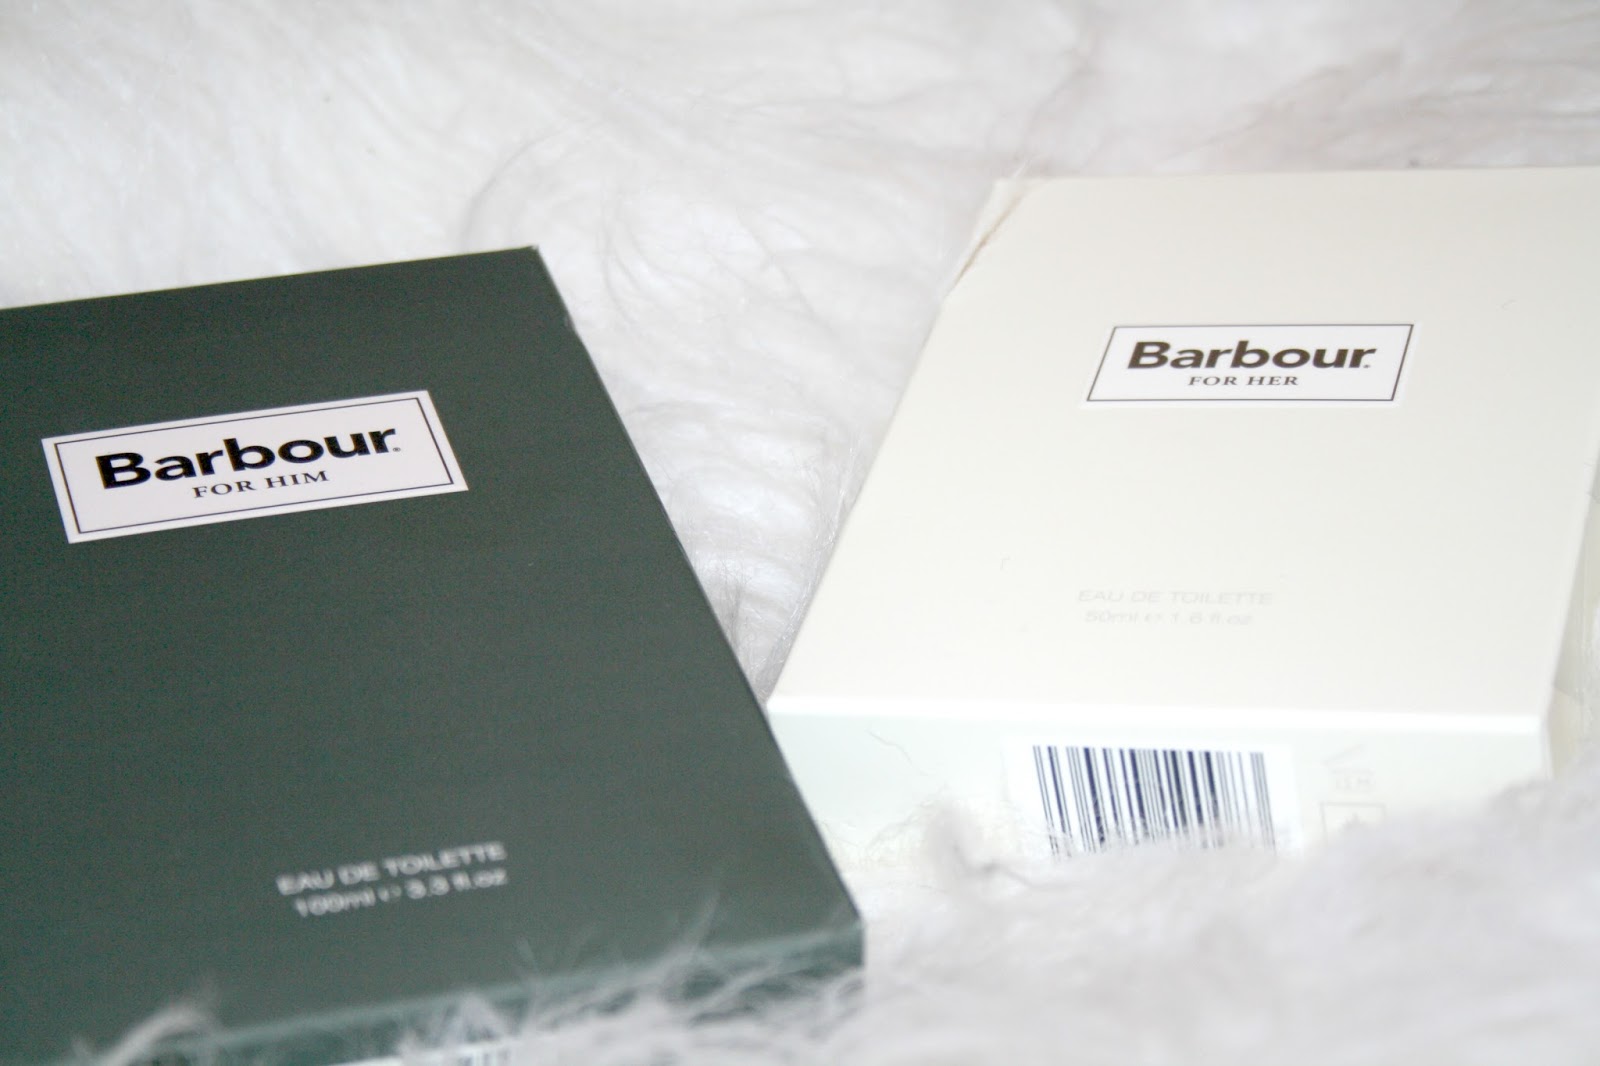 Barbour®
FOR HIM
EAU DE TOILETTE
100ml ℮ 3.3 fl.oz
Barbour.
FOR HER
EAU DE TOILETTE
50ml ℮ 1.6 fl oz